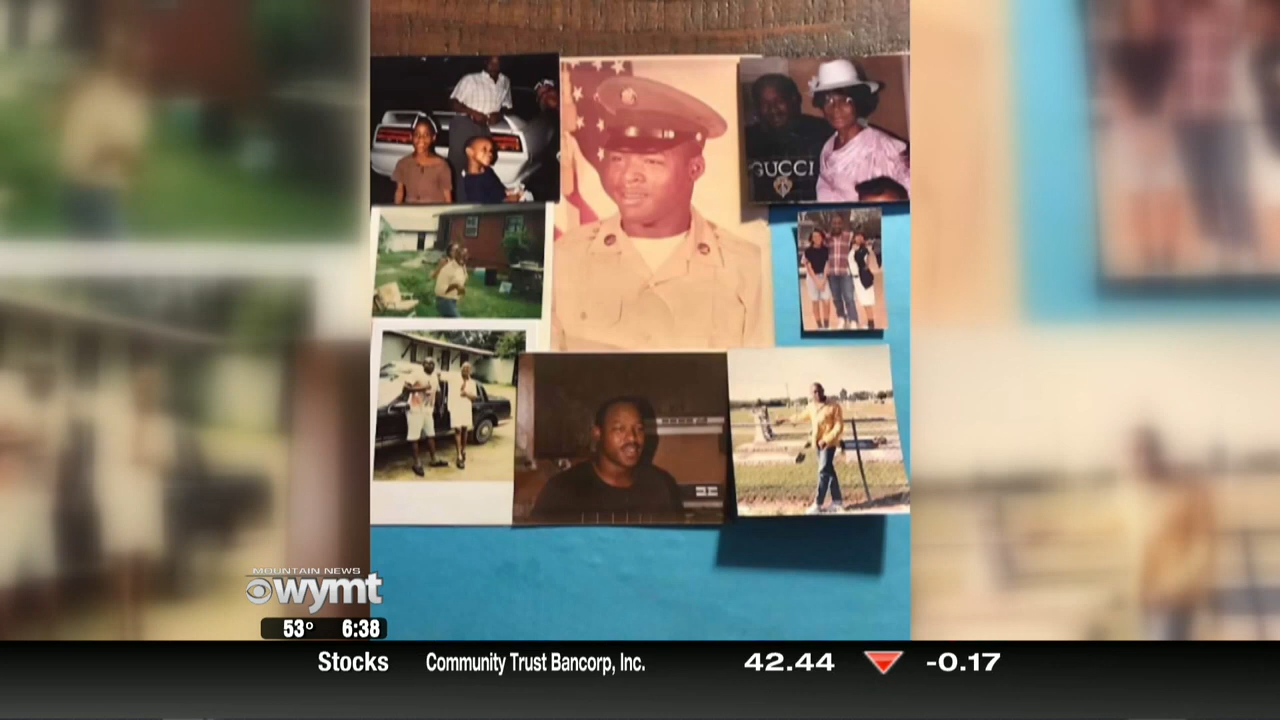 GUCCI
MOUNTAIN NEWS
wymt
53° 6:38
Stocks Community Trust Bancorp, Inc. 42.44 -0.17